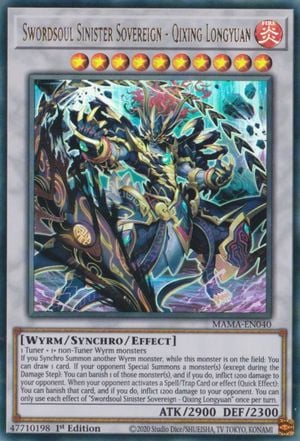 Swordsoul Sinister Sovereign - Qixing Longyuan
FIRE
炎
MAMA-EN040
[Wyrm/Synchro/Effect]
1 Tuner + 1+ non-Tuner Wyrm monsters
If you Synchro Summon another Wyrm monster, while this monster is on the field: You
can draw 1 card. If your opponent Special Summons a monster(s) (except during the
Damage Step): You can banish 1 of those monster(s), and if you do, inflict 1200 damage
to your opponent. When your opponent activates a Spell/Trap Card or effect (Quick Effect):
You can banish that card, and if you do, inflict 1200 damage to your opponent. You can
only use each effect of "Swordsoul Sinister Sovereign - Qixing Longyuan" once per turn.
ATK/2900 DEF/2300
47710198 1st Edition ©2020 Studio Dice/SHUEISHA, TV TOKYO, KONAMI